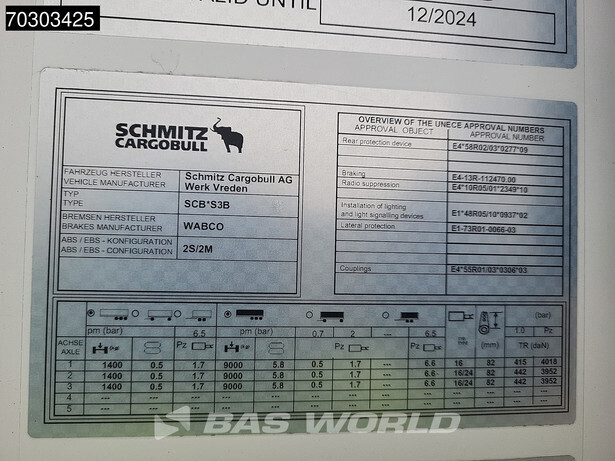 70303425
VALID UNTIL
12/2024
SCHMITZ
CARGOBULL
FAHRZEUG HERSTELLER
VEHICLE MANUFACTURER
Schmitz Cargobull AG
Werk Vreden
TYP
TYPE
SCB*S3B
BREMSEN HERSTELLER
BRAKES MANUFACTURER
WABCO
ABS / EBS - KONFIGURATION
ABS / EBS - CONFIGURATION
2S/2M
OVERVIEW OF THE UNECE APPROVAL NUMBERS
APPROVAL OBJECT (E) APPROVAL NUMBER
Rear protection device E4*58R02/03*0277*99
Braking E4-13R-112470.00
Radio suppression E4*10R05/01*2349*10
Installation of lighting
and light signalling devices E1*48R05/10*0937*02
Lateral protection E1-73R01-0066-03
Couplings E4*55R01/03*0306*03
(bar)
pm (bar) 6.5 pm (bar) 0.7 2 --- 6.5 (mm) 1.0 Pz
ACHSE
AXLE
Pz Pz TR (daN)
1 1400 0.5 1.7 9000 5.8 0.5 1.7 --- 6.6 16 82 415 4018
2 1400 0.5 1.7 9000 5.8 0.5 1.7 --- 6.6 16/24 82 442 3952
3 1400 0.5 1.7 9000 5.8 0.5 1.7 --- 6.6 16/24 82 442 3952
4 --- --- --- --- --- --- --- --- --- --- --- --- ---
5 --- --- --- --- --- --- --- --- --- --- --- --- ---
BAS WORLD